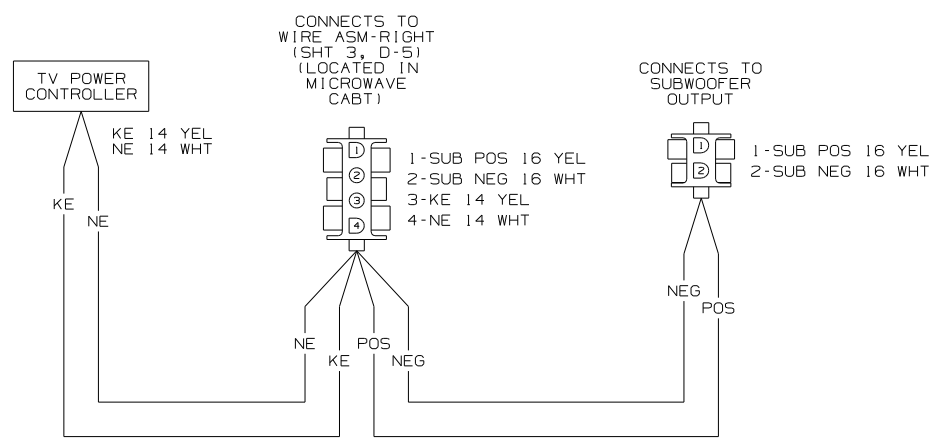 CONNECTS TO
WIRE ASM-RIGHT
(SHT 3, D-5)
(LOCATED IN
MICROWAVE
CABT)
TV POWER
CONTROLLER
KE 14 YEL
NE 14 WHT
KE
NE
1
2
3
4
1-SUB POS 16 YEL
2-SUB NEG 16 WHT
3-KE 14 YEL
4-NE 14 WHT
NE
KE
POS
NEG
CONNECTS TO
SUBWOOFER
OUTPUT
1
2
1-SUB POS 16 YEL
2-SUB NEG 16 WHT
NEG
POS